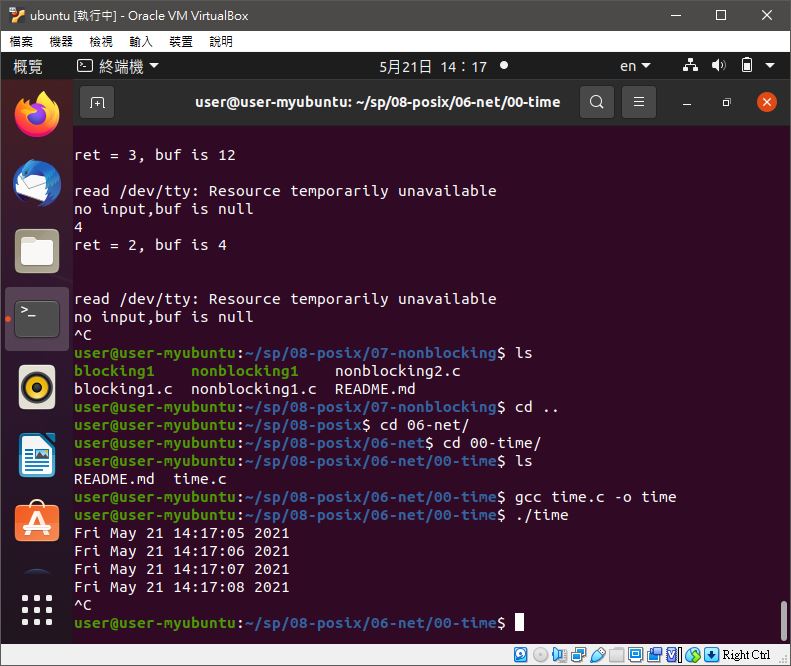 ubuntu [執行中] - Oracle VM VirtualBox
檔案 機器 檢視 輸入 裝置 說明
概覽 終端機 5月21日 14：17 en
user@user-myubuntu: ~/sp/08-posix/06-net/00-time
ret = 3, buf is 12
read /dev/tty: Resource temporarily unavailable
no input,buf is null
4
ret = 2, buf is 4
read /dev/tty: Resource temporarily unavailable
no input,buf is null
^C
user@user-myubuntu:~/sp/08-posix/07-nonblocking$ ls
blocking1 nonblocking1 nonblocking2.c
blocking1.c nonblocking1.c README.md
user@user-myubuntu:~/sp/08-posix/07-nonblocking$ cd ..
user@user-myubuntu:~/sp/08-posix$ cd 06-net/
user@user-myubuntu:~/sp/08-posix/06-net$ cd 00-time/
user@user-myubuntu:~/sp/08-posix/06-net/00-time$ ls
README.md time.c
user@user-myubuntu:~/sp/08-posix/06-net/00-time$ gcc time.c -o time
user@user-myubuntu:~/sp/08-posix/06-net/00-time$ ./time
Fri May 21 14:17:05 2021
Fri May 21 14:17:06 2021
Fri May 21 14:17:07 2021
Fri May 21 14:17:08 2021
^C
user@user-myubuntu:~/sp/08-posix/06-net/00-time$
Right Ctrl